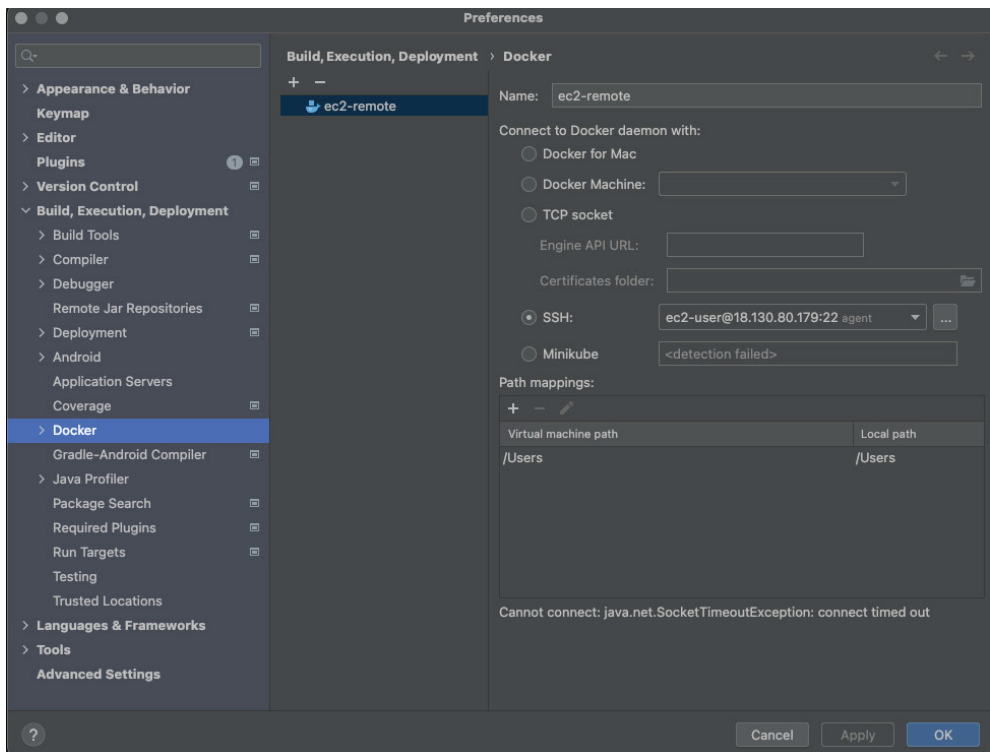 Preferences
Appearance & Behavior
Keymap
Editor
Plugins 1
Version Control
Build, Execution, Deployment
Build Tools
Compiler
Debugger
Remote Jar Repositories
Deployment
Android
Application Servers
Coverage
Docker
Gradle-Android Compiler
Java Profiler
Package Search
Required Plugins
Run Targets
Testing
Trusted Locations
Languages & Frameworks
Tools
Advanced Settings
?
Build, Execution, Deployment › Docker
ec2-remote
Name: ec2-remote
Connect to Docker daemon with:
Docker for Mac
Docker Machine:
TCP socket
Engine API URL:
Certificates folder:
SSH: ec2-user@18.130.80.179:22 agent ...
Minikube <detection failed>
Path mappings:
Virtual machine path Local path
/Users /Users
Cannot connect: java.net.SocketTimeoutException: connect timed out
Cancel Apply OK